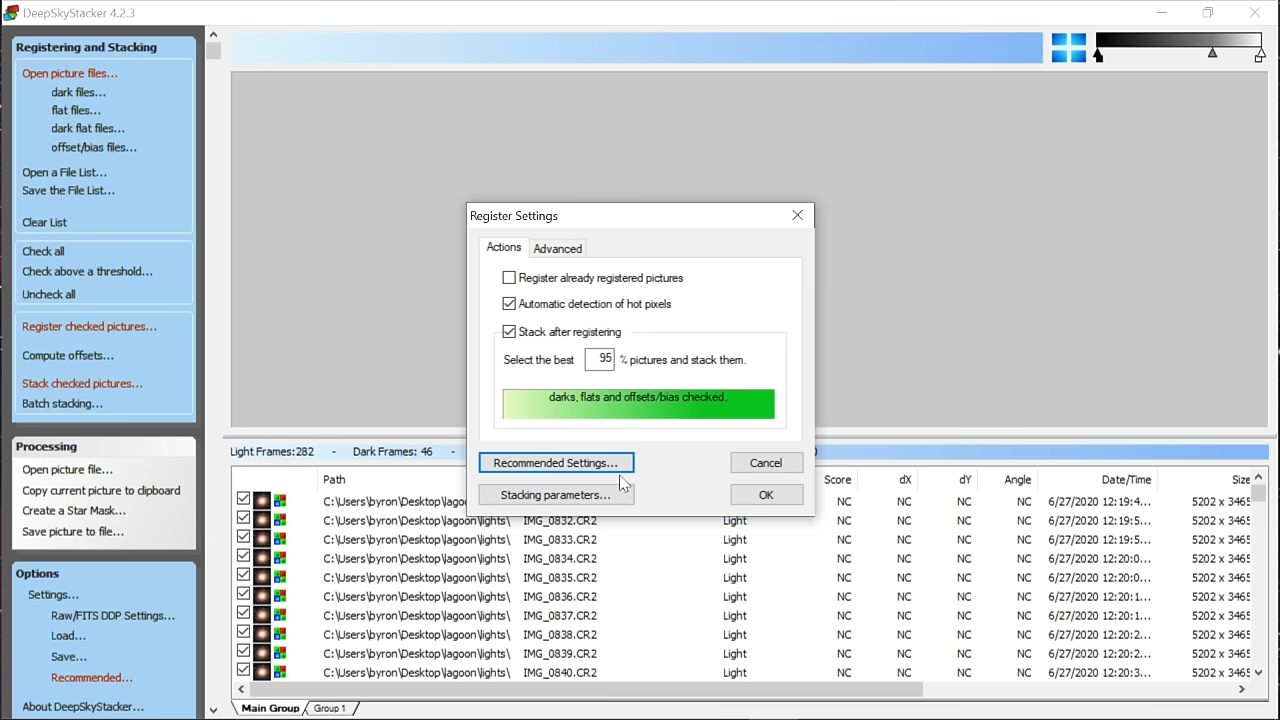 DeepSkyStacker 4.2.3
Registering and Stacking
Open picture files...
dark files...
flat files...
dark flat files...
offset/bias files...
Open a File List...
Save the File List...
Clear List
Check all
Check above a threshold...
Uncheck all
Register checked pictures...
Compute offsets...
Stack checked pictures...
Batch stacking...
Processing
Open picture file...
Copy current picture to clipboard
Create a Star Mask...
Save picture to file...
Options
Settings...
Raw/FITS DDP Settings...
Load...
Save...
Recommended...
About DeepSkyStacker...
Register Settings
Actions Advanced
Register already registered pictures
Automatic detection of hot pixels
Stack after registering
Select the best 95 % pictures and stack them.
darks, flats and offsets/bias checked.
Recommended Settings... Cancel
Stacking parameters... OK
Light Frames:282 - Dark Frames: 46 -
Path Score dX dY Angle Date/Time Size
C:\Users\byron\Desktop\lagoo NC NC NC NC 6/27/2020 12:19:4... 5202 x 3465
C:\Users\byron\Desktop\lagoon\lights\ IMG_0832.CR2 Light NC NC NC NC 6/27/2020 12:19:5... 5202 x 3465
C:\Users\byron\Desktop\lagoon\lights\ IMG_0833.CR2 Light NC NC NC NC 6/27/2020 12:19:5... 5202 x 3465
C:\Users\byron\Desktop\lagoon\lights\ IMG_0834.CR2 Light NC NC NC NC 6/27/2020 12:20:0... 5202 x 3465
C:\Users\byron\Desktop\lagoon\lights\ IMG_0835.CR2 Light NC NC NC NC 6/27/2020 12:20:0... 5202 x 3465
C:\Users\byron\Desktop\lagoon\lights\ IMG_0836.CR2 Light NC NC NC NC 6/27/2020 12:20:1... 5202 x 3465
C:\Users\byron\Desktop\lagoon\lights\ IMG_0837.CR2 Light NC NC NC NC 6/27/2020 12:20:1... 5202 x 3465
C:\Users\byron\Desktop\lagoon\lights\ IMG_0838.CR2 Light NC NC NC NC 6/27/2020 12:20:2... 5202 x 3465
C:\Users\byron\Desktop\lagoon\lights\ IMG_0839.CR2 Light NC NC NC NC 6/27/2020 12:20:2... 5202 x 3465
C:\Users\byron\Desktop\lagoon\lights\ IMG_0840.CR2 Light NC NC NC NC 6/27/2020 12:20:3... 5202 x 3465
Main Group Group 1